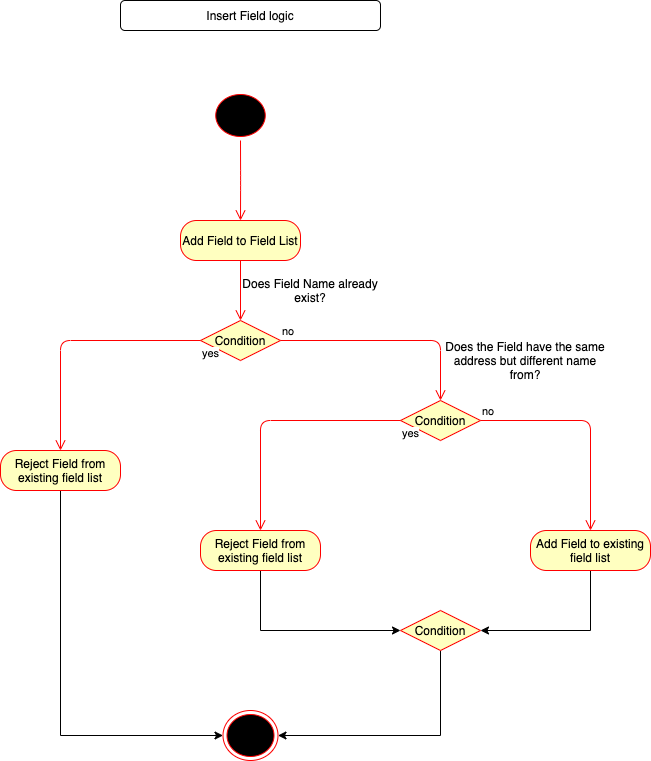 Insert Field logic
Add Field to Field List
Does Field Name already
exist?
Condition
no
yes
Does the Field have the same
address but different name
from?
Condition
no
yes
Reject Field from
existing field list
Reject Field from
existing field list
Add Field to existing
field list
Condition